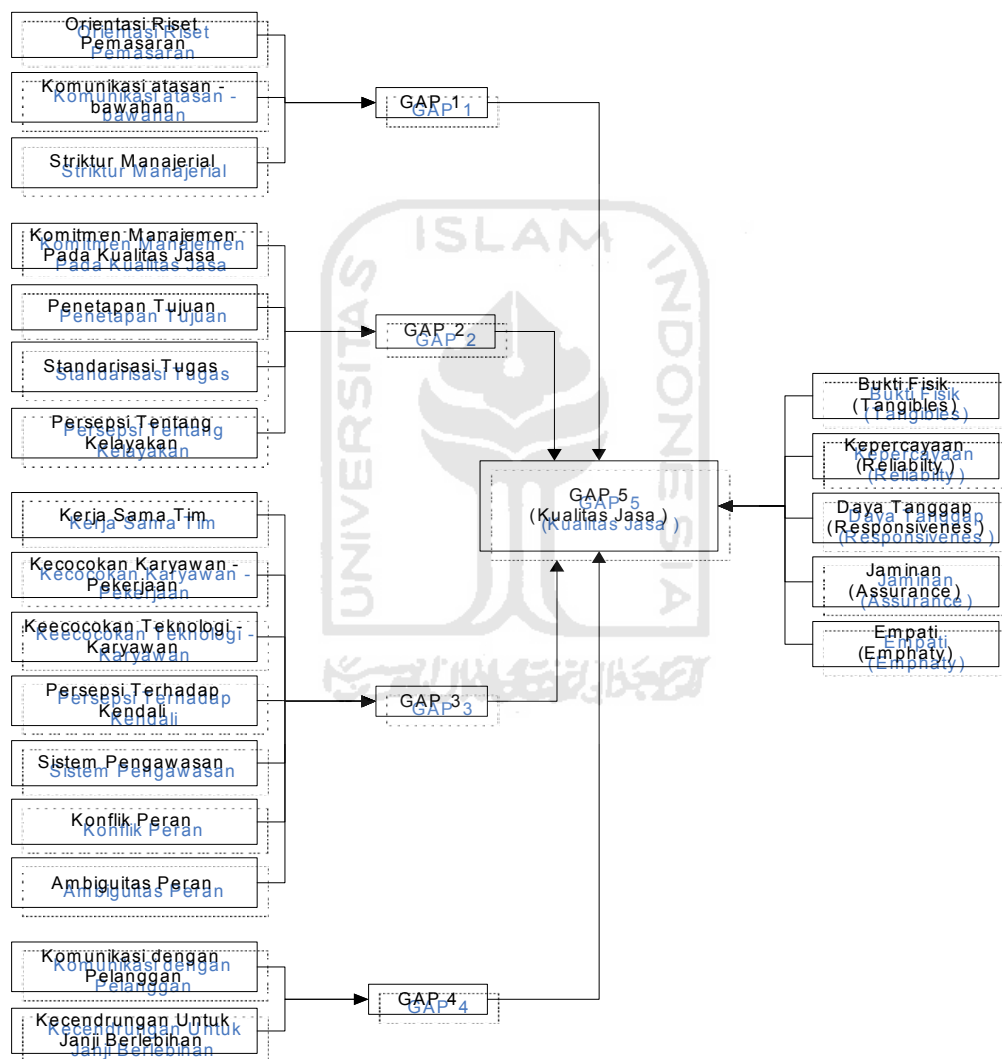 Orientasi Riset
Pemasaran
Komunikasi atasan -
bawahan
Striktur Manajerial
GAP 1
Komitmen Manajemen
Pada Kualitas Jasa
Penetapan Tujuan
Standarisasi Tugas
Persepsi Tentang
Kelayakan
GAP 2
Kerja Sama Tim
Kecocokan Karyawan -
Pekerjaan
Keecocokan Teknologi -
Karyawan
Persepsi Terhadap
Kendali
Sistem Pengawasan
Konflik Peran
Ambiguitas Peran
GAP 3
Komunikasi dengan
Pelanggan
Kecendrungan Untuk
Janji Berlebihan
GAP 4
GAP 5
(Kualitas Jasa )
Bukti Fisik
(Tangibles)
Kepercayaan
(Reliabilty)
Daya Tanggap
(Responsivenes )
Jaminan
(Assurance)
Empati
(Emphaty)
UNIVERSITAS
ISLAM
INDONESIA